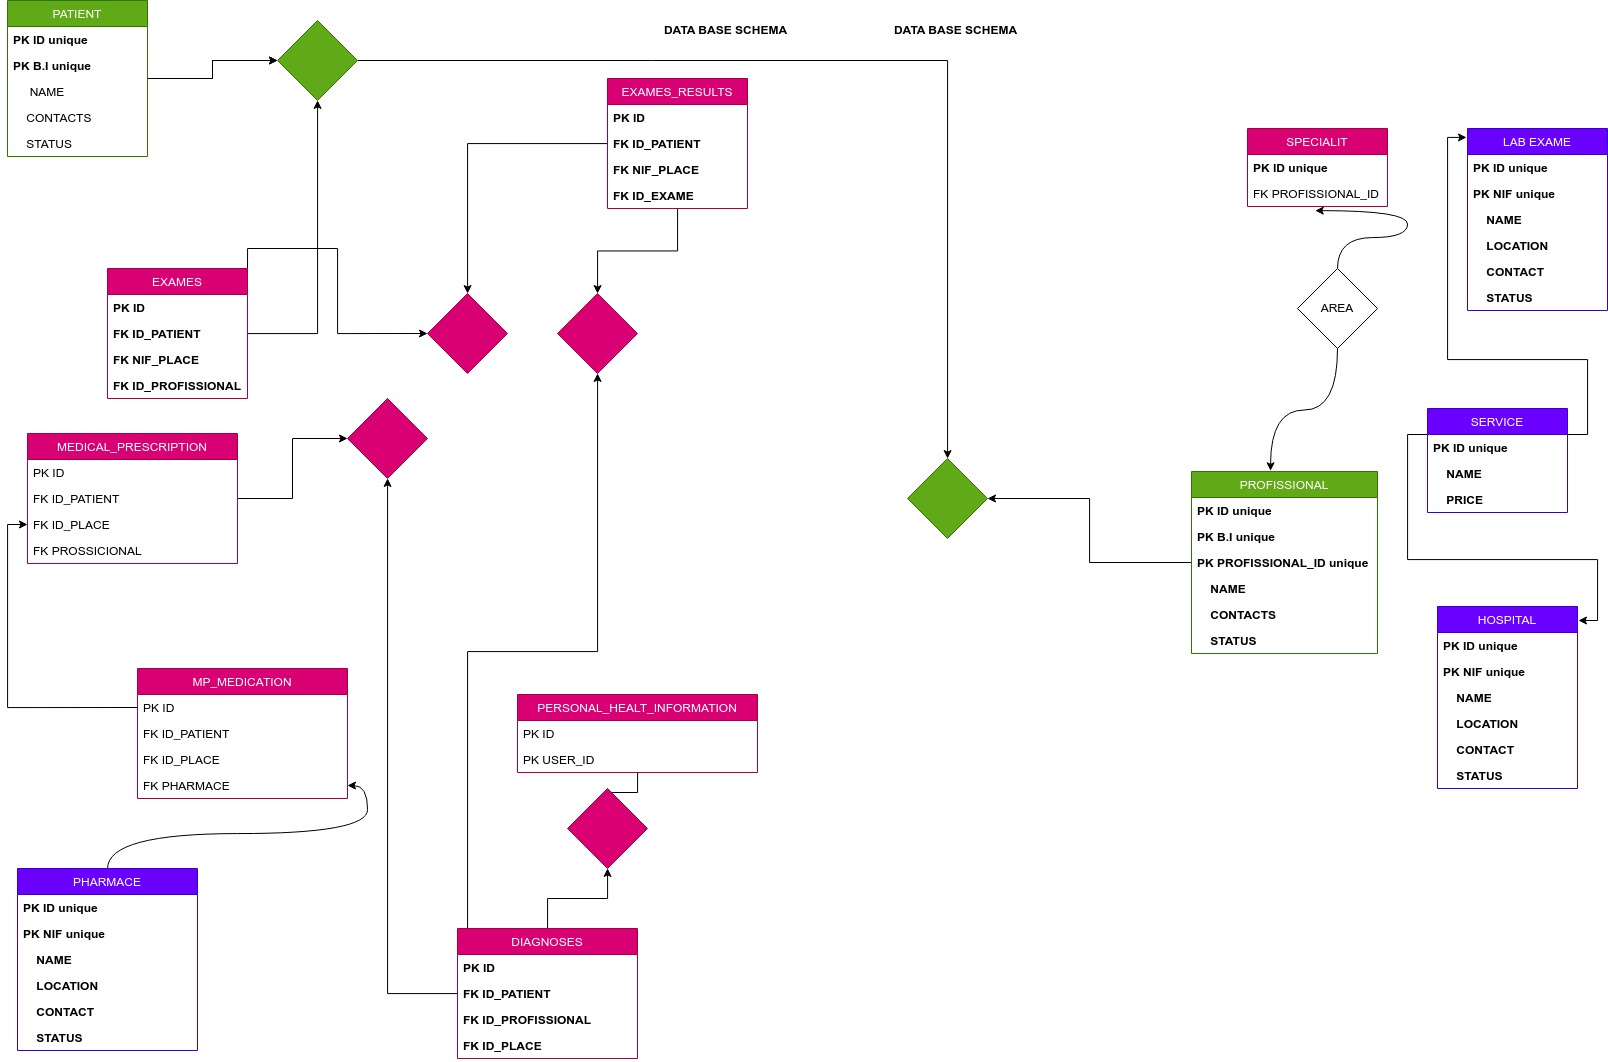 DATA BASE SCHEMA
DATA BASE SCHEMA
PATIENT
PK ID unique
PK B.I unique
NAME
CONTACTS
STATUS
EXAMES_RESULTS
PK ID
FK ID_PATIENT
FK NIF_PLACE
FK ID_EXAME
SPECIALIT
PK ID unique
FK PROFISSIONAL_ID
LAB EXAME
PK ID unique
PK NIF unique
NAME
LOCATION
CONTACT
STATUS
EXAMES
PK ID
FK ID_PATIENT
FK NIF_PLACE
FK ID_PROFISSIONAL
AREA
MEDICAL_PRESCRIPTION
PK ID
FK ID_PATIENT
FK ID_PLACE
FK PROSSICIONAL
SERVICE
PK ID unique
NAME
PRICE
PROFISSIONAL
PK ID unique
PK B.I unique
PK PROFISSIONAL_ID unique
NAME
CONTACTS
STATUS
HOSPITAL
PK ID unique
PK NIF unique
NAME
LOCATION
CONTACT
STATUS
MP_MEDICATION
PK ID
FK ID_PATIENT
FK ID_PLACE
FK PHARMACE
PERSONAL_HEALT_INFORMATION
PK ID
PK USER_ID
PHARMACE
PK ID unique
PK NIF unique
NAME
LOCATION
CONTACT
STATUS
DIAGNOSES
PK ID
FK ID_PATIENT
FK ID_PROFISSIONAL
FK ID_PLACE